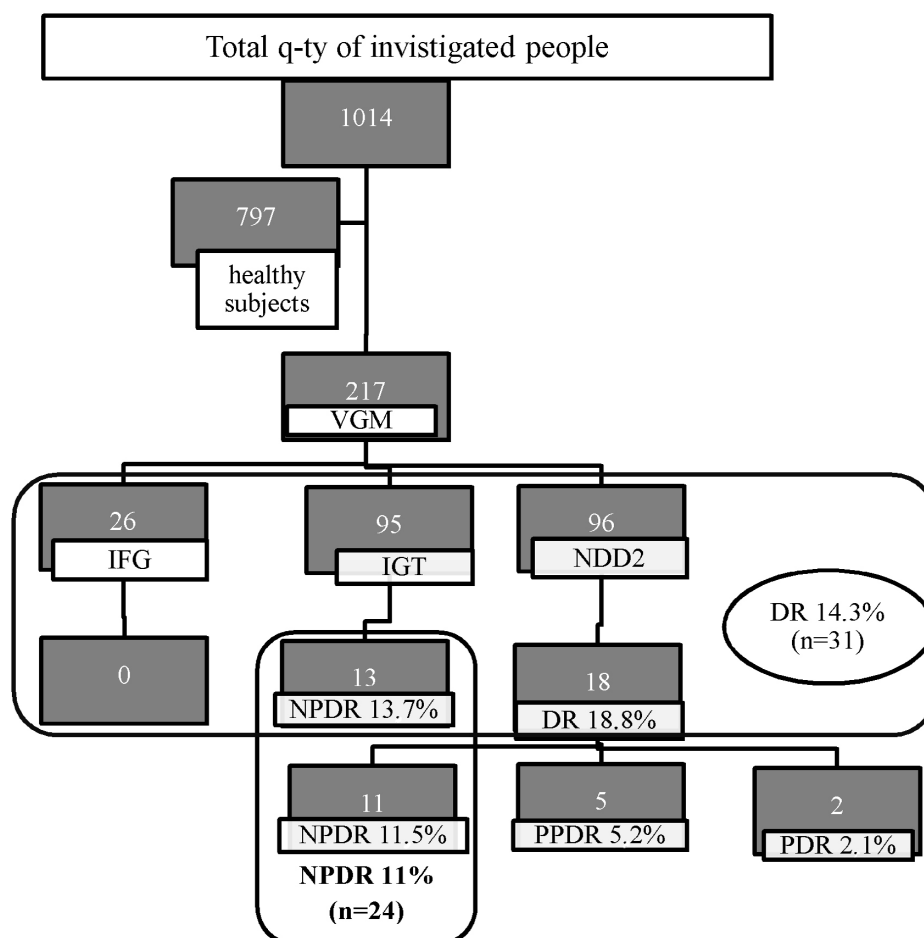 Total q-ty of invistigated people
1014
797
healthy
subjects
217
VGM
26
IFG
95
IGT
96
NDD2
DR 14.3%
(n=31)
0
13
NPDR 13.7%
18
DR 18.8%
11
NPDR 11.5%
5
PPDR 5.2%
2
PDR 2.1%
NPDR 11%
(n=24)